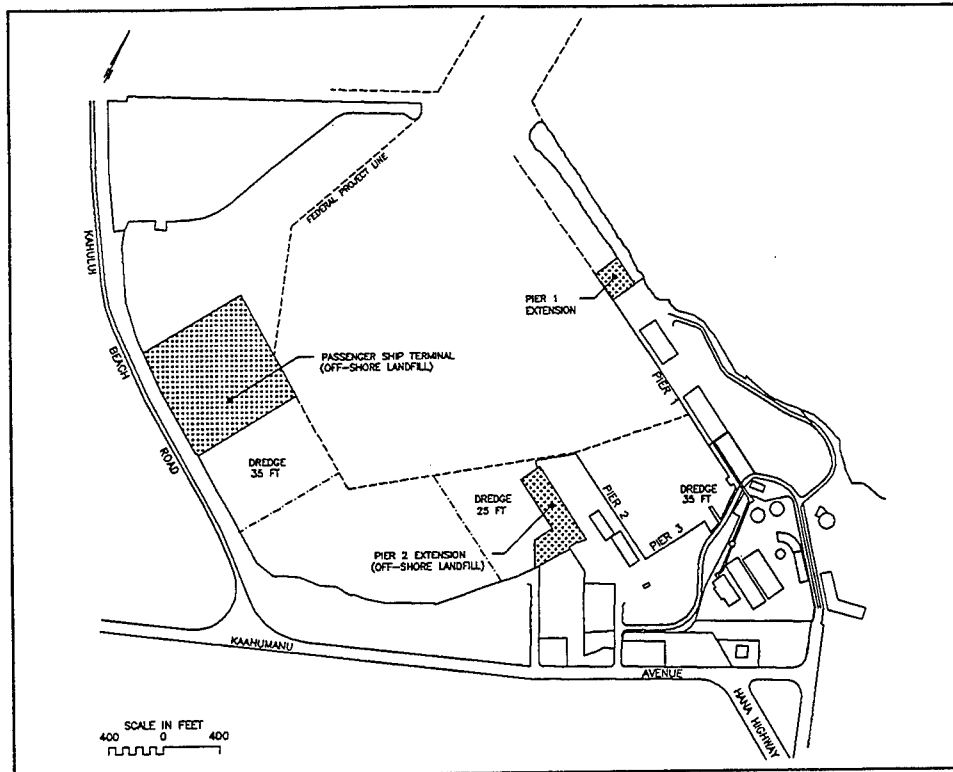 FEDERAL PROJECT LINE
KAHULUI
BEACH
ROAD
PIER 1
EXTENSION
PASSENGER SHIP TERMINAL
(OFF-SHORE LANDFILL)
PIER 1
DREDGE
35 FT
DREDGE
25 FT
PIER 2
DREDGE
35 FT
PIER 3
PIER 2 EXTENSION
(OFF-SHORE LANDFILL)
KAAHUMANU
AVENUE
HANA HIGHWAY
SCALE IN FEET
400 0 400